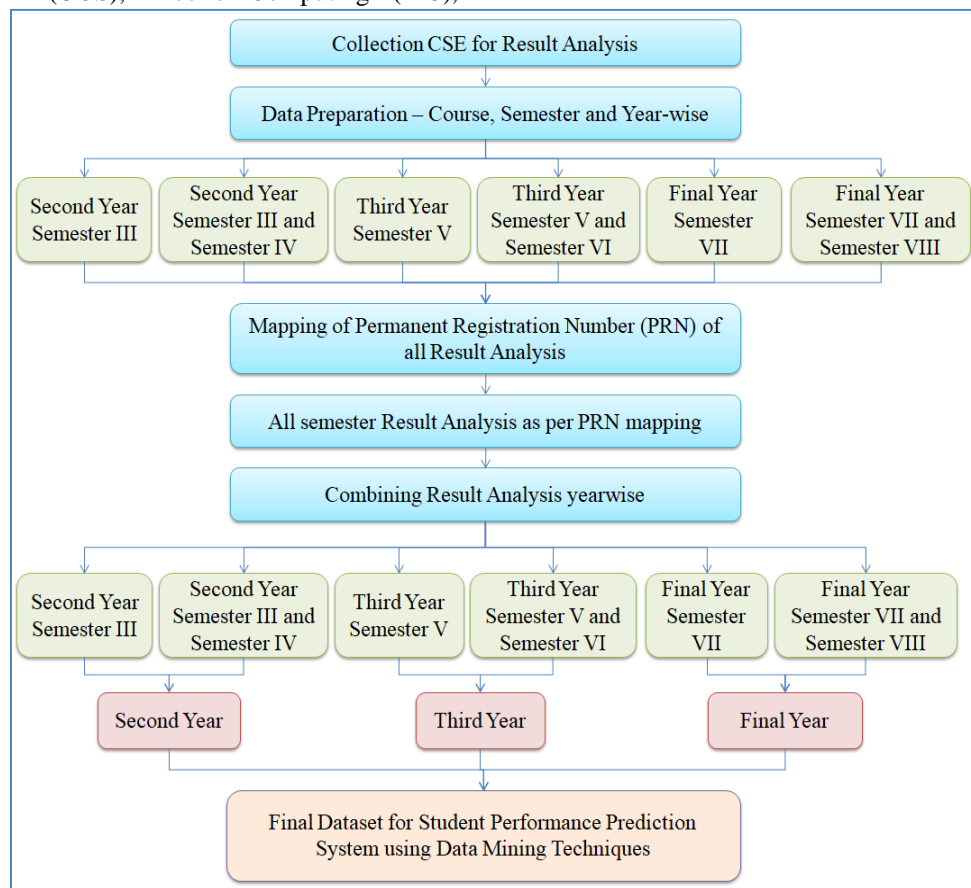 Collection CSE for Result Analysis
Data Preparation – Course, Semester and Year-wise
Second Year
Semester III
Second Year
Semester III and
Semester IV
Third Year
Semester V
Third Year
Semester V and
Semester VI
Final Year
Semester
VII
Final Year
Semester VII and
Semester VIII
Mapping of Permanent Registration Number (PRN) of
all Result Analysis
All semester Result Analysis as per PRN mapping
Combining Result Analysis yearwise
Second Year
Semester III
Second Year
Semester III and
Semester IV
Third Year
Semester V
Third Year
Semester V and
Semester VI
Final Year
Semester
VII
Final Year
Semester VII and
Semester VIII
Second Year
Third Year
Final Year
Final Dataset for Student Performance Prediction
System using Data Mining Techniques